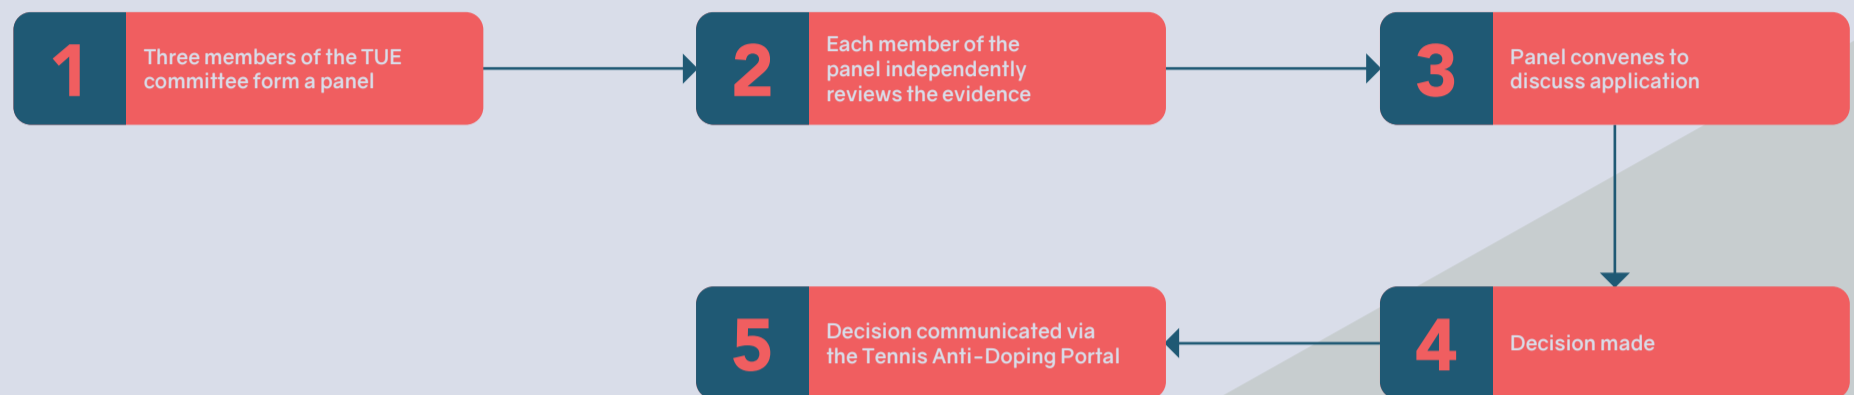 1
Three members of the TUE
committee form a panel
2
Each member of the
panel independently
reviews the evidence
3
Panel convenes to
discuss application
4
Decision made
5
Decision communicated via
the Tennis Anti-Doping Portal